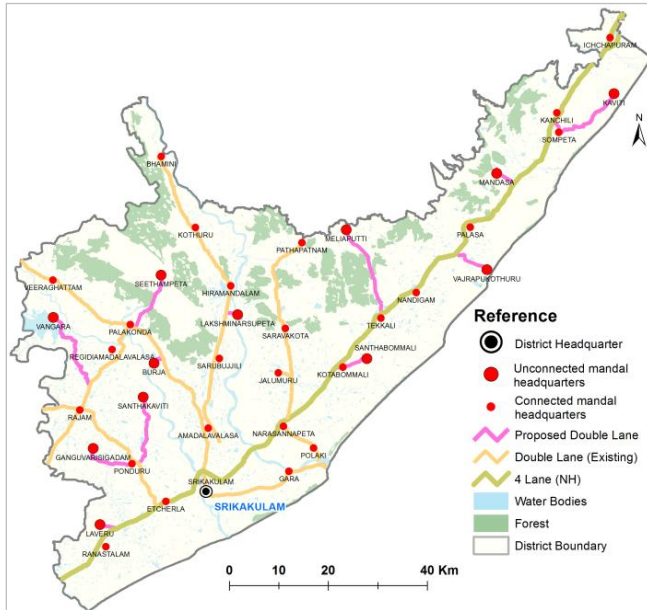 ICHCHAPURAM
KAVITI
KANCHILI
SOMPETA
N
BHAMINI
MANDASA
KOTHURU
MELIAPUTTI
PALASA
PATHAPATNAM
VAJRAPUKOTHURU
VEERAGHATTAM
SEETHAMPETA
HIRAMANDALAM
NANDIGAM
VANGARA
PALAKONDA
LAKSHMINARSUPETA
TEKKALI
SARAVAKOTA
REGIDIAMADALAVALASA
SANTHABOMMALI
BURJA
SARUBUJJILI
KOTABOMMALI
JALUMURU
SANTHAKAVITI
RAJAM
AMADALAVALASA
NARASANNAPETA
GANGUVARISIGADAM
POLAKI
PONDURU
GARA
SRIKAKULAM
SRIKAKULAM
ETCHERLA
LAVERU
RANASTALAM
0 10 20 40 Km
Reference
District Headquarter
Unconnected mandal
headquarters
Connected mandal
headquarters
Proposed Double Lane
Double Lane (Existing)
4 Lane (NH)
Water Bodies
Forest
District Boundary